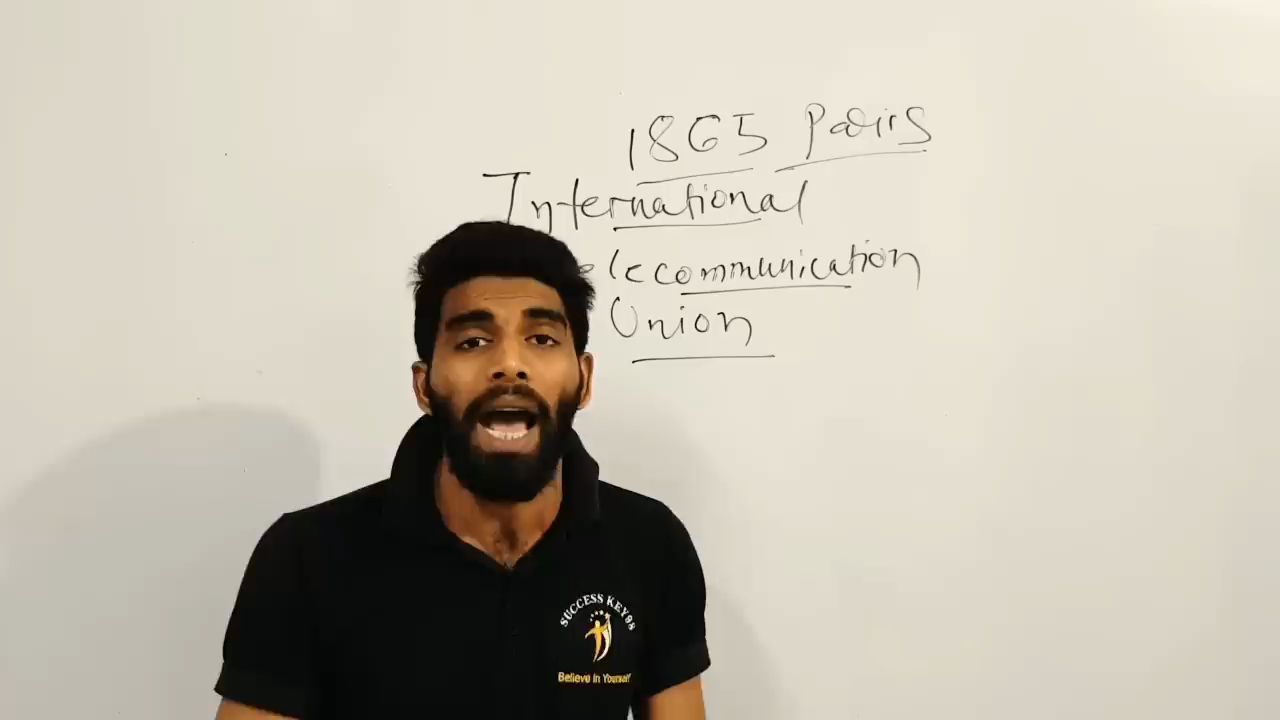 1865 Paris
International
elecommunication
Union
SUCCESS KEY98
Believe in Yourself